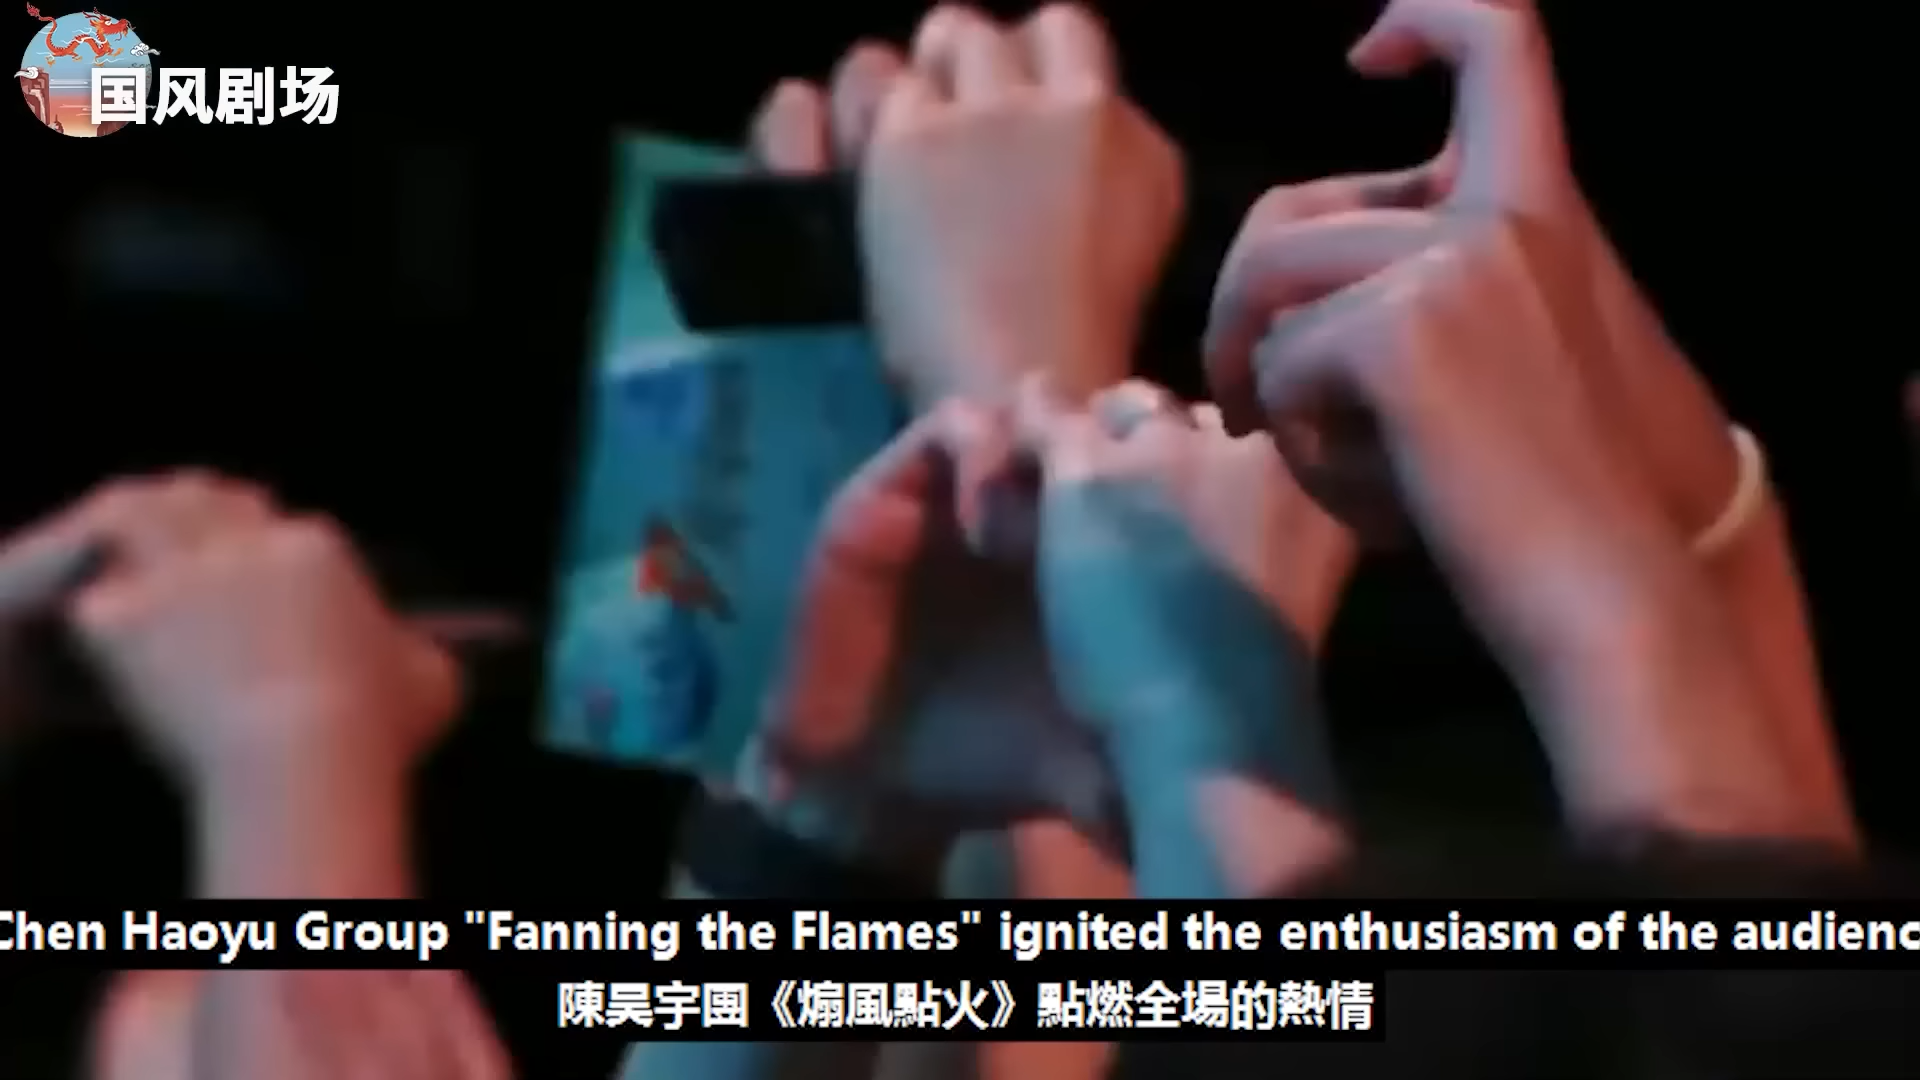 国风剧场
Chen Haoyu Group "Fanning the Flames" ignited the enthusiasm of the audienc
陳昊宇團《煽風點火》點燃全場的熱情